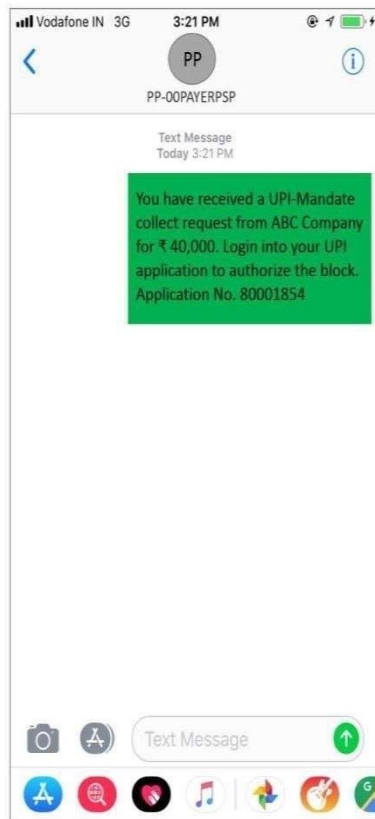 Vodafone IN 3G 3:21 PM
PP
PP-00PAYERPSP
Text Message
Today 3:21 PM
You have received a UPI-Mandate
collect request from ABC Company
for ₹ 40,000. Login into your UPI
application to authorize the block.
Application No. 80001854
Text Message